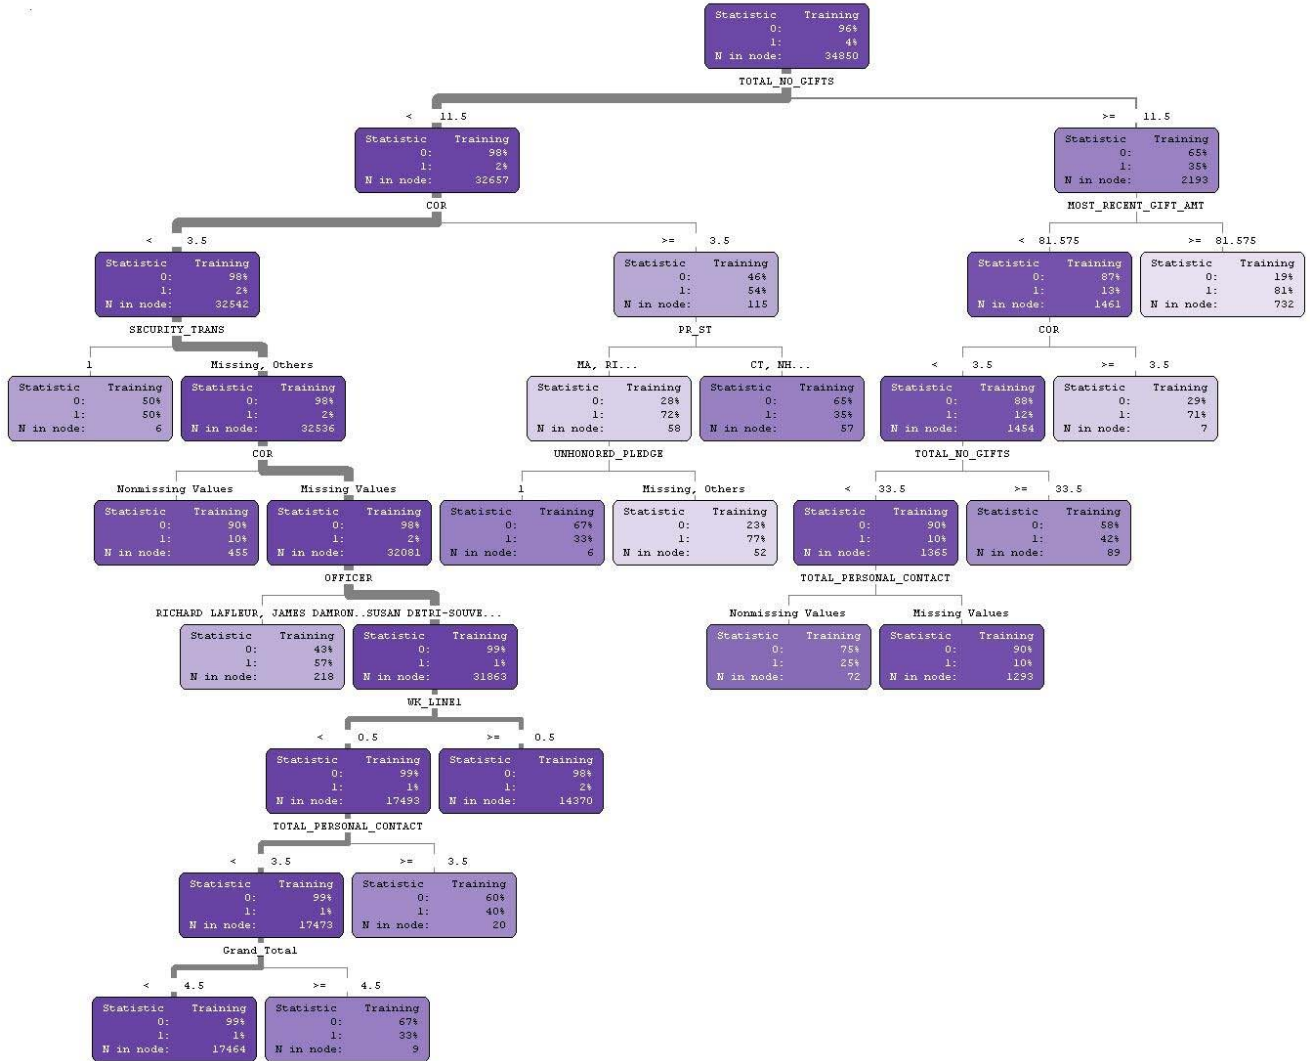 Statistic Training
0: 96%
1: 4%
N in node: 34850
TOTAL_NO_GIFTS
< 11.5
>= 11.5
Statistic Training
0: 98%
1: 2%
N in node: 32657
Statistic Training
0: 65%
1: 35%
N in node: 2193
COR
MOST_RECENT_GIFT_AMT
< 3.5
>= 3.5
< 81.575
>= 81.575
Statistic Training
0: 98%
1: 2%
N in node: 32542
Statistic Training
0: 46%
1: 54%
N in node: 115
Statistic Training
0: 87%
1: 13%
N in node: 1461
Statistic Training
0: 19%
1: 81%
N in node: 732
SECURITY_TRANS
PR_ST
COR
1
Missing, Others
MA, RI...
CT, NH...
< 3.5
>= 3.5
Statistic Training
0: 50%
1: 50%
N in node: 6
Statistic Training
0: 98%
1: 2%
N in node: 32536
Statistic Training
0: 28%
1: 72%
N in node: 58
Statistic Training
0: 65%
1: 35%
N in node: 57
Statistic Training
0: 88%
1: 12%
N in node: 1454
Statistic Training
0: 29%
1: 71%
N in node: 7
COR
UNHONORED_PLEDGE
TOTAL_NO_GIFTS
Nonmissing Values
Missing Values
1
Missing, Others
< 33.5
>= 33.5
Statistic Training
0: 90%
1: 10%
N in node: 455
Statistic Training
0: 98%
1: 2%
N in node: 32081
Statistic Training
0: 67%
1: 33%
N in node: 6
Statistic Training
0: 23%
1: 77%
N in node: 52
Statistic Training
0: 90%
1: 10%
N in node: 1365
Statistic Training
0: 58%
1: 42%
N in node: 89
OFFICER
TOTAL_PERSONAL_CONTACT
RICHARD LAFLEUR, JAMES DAMRON..SUSAN DETRI-SOUVE...
Nonmissing Values
Missing Values
Statistic Training
0: 43%
1: 57%
N in node: 218
Statistic Training
0: 99%
1: 1%
N in node: 31863
Statistic Training
0: 75%
1: 25%
N in node: 72
Statistic Training
0: 90%
1: 10%
N in node: 1293
WK_LINE1
< 0.5
>= 0.5
Statistic Training
0: 99%
1: 1%
N in node: 17493
Statistic Training
0: 98%
1: 2%
N in node: 14370
TOTAL_PERSONAL_CONTACT
< 3.5
>= 3.5
Statistic Training
0: 99%
1: 1%
N in node: 17473
Statistic Training
0: 60%
1: 40%
N in node: 20
Grand_Total
< 4.5
>= 4.5
Statistic Training
0: 99%
1: 1%
N in node: 17464
Statistic Training
0: 67%
1: 33%
N in node: 9